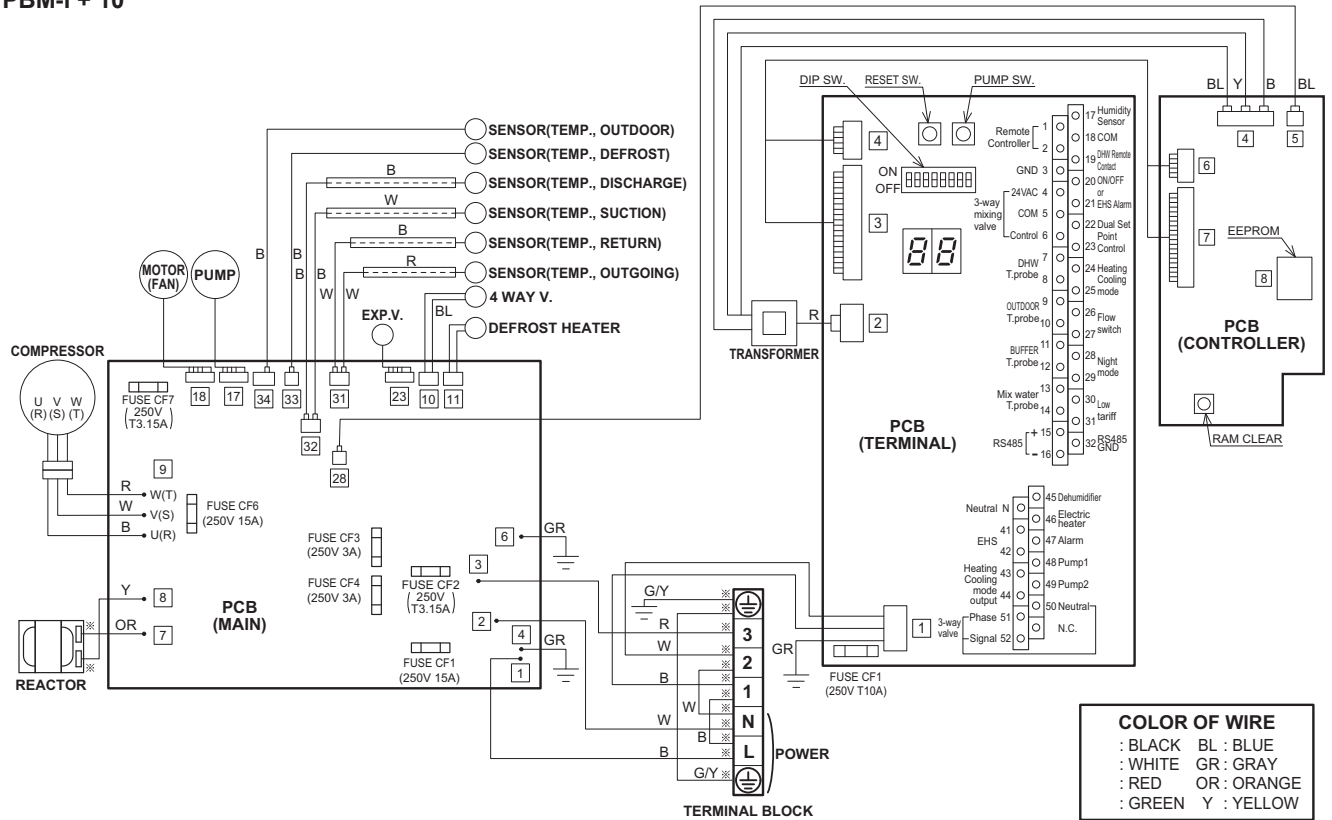 PBM-i + 10
SENSOR(TEMP., OUTDOOR)
SENSOR(TEMP., DEFROST)
B
SENSOR(TEMP., DISCHARGE)
W
SENSOR(TEMP., SUCTION)
B
SENSOR(TEMP., RETURN)
R
SENSOR(TEMP., OUTGOING)
4 WAY V.
BL
DEFROST HEATER
B
B
B
B
W
W
MOTOR
(FAN)
PUMP
EXP.V.
COMPRESSOR
U V W
(R) (S) (T)
FUSE CF7
(250V
T3.15A)
18
17
34
33
31
23
10
11
32
28
9
R
W(T)
W
V(S)
B
U(R)
FUSE CF6
(250V 15A)
FUSE CF3
(250V 3A)
FUSE CF4
(250V 3A)
FUSE CF2
(250V
T3.15A)
FUSE CF1
(250V 15A)
6
GR
3
2
4
GR
1
Y
8
OR
7
※
※
REACTOR
PCB
(MAIN)
G/Y ※
※
R ※ 3
W ※
※ 2
B ※
※ 1
W ※
W ※ N
B ※
B ※ L
G/Y ※
POWER
TERMINAL BLOCK
TRANSFORMER
R
DIP SW.
RESET SW.
PUMP SW.
ON
OFF
4
3
88
2
PCB
(TERMINAL)
Remote
Controller
1
2
GND 3
3-way
mixing
valve
24VAC 4
COM 5
Control 6
DHW
T.probe
7
8
OUTDOOR
T.probe
9
10
BUFFER
T.probe
11
12
Mix water
T.probe
13
14
RS485
+ 15
- 16
17 Humidity
Sensor
18 COM
19 DHW Remote
Contact
20 ON/OFF
or
21 EHS Alarm
22 Dual Set
Point
23 Control
24 Heating
Cooling
25 mode
26 Flow
switch
27
28 Night
mode
29
30 Low
tariff
31
32 RS485
GND
Neutral N
EHS
41
42
Heating
Cooling
mode
output
43
44
3-way
valve
Phase 51
Signal 52
45 Dehumidifier
46 Electric
heater
47 Alarm
48 Pump1
49 Pump2
50 Neutral
N.C.
1
GR
FUSE CF1
(250V T10A)
BL Y B BL
4
5
6
7
EEPROM
8
PCB
(CONTROLLER)
RAM CLEAR
COLOR OF WIRE
: BLACK BL : BLUE
: WHITE GR : GRAY
: RED OR : ORANGE
: GREEN Y : YELLOW